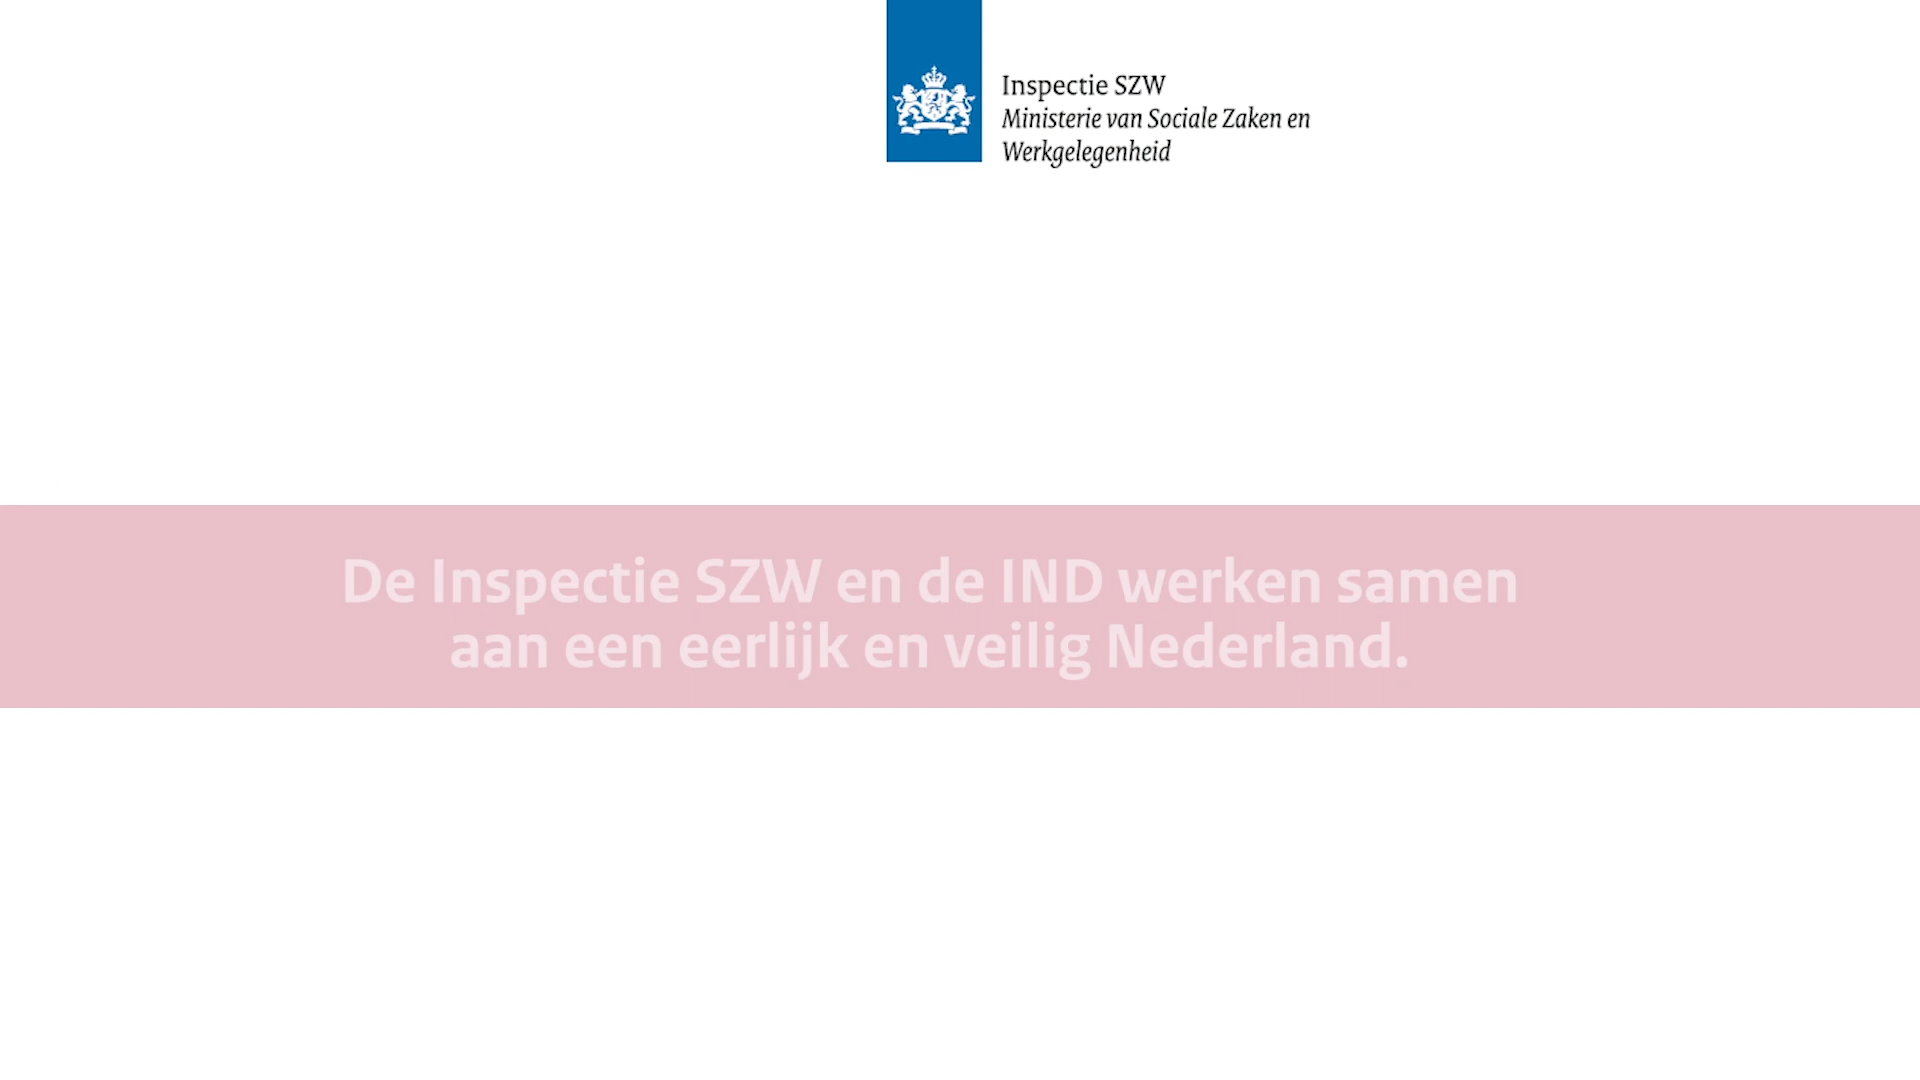 Inspectie SZW
Ministerie van Sociale Zaken en
Werkgelegenheid
De Inspectie SZW en de IND werken samen
aan een eerlijk en veilig Nederland.